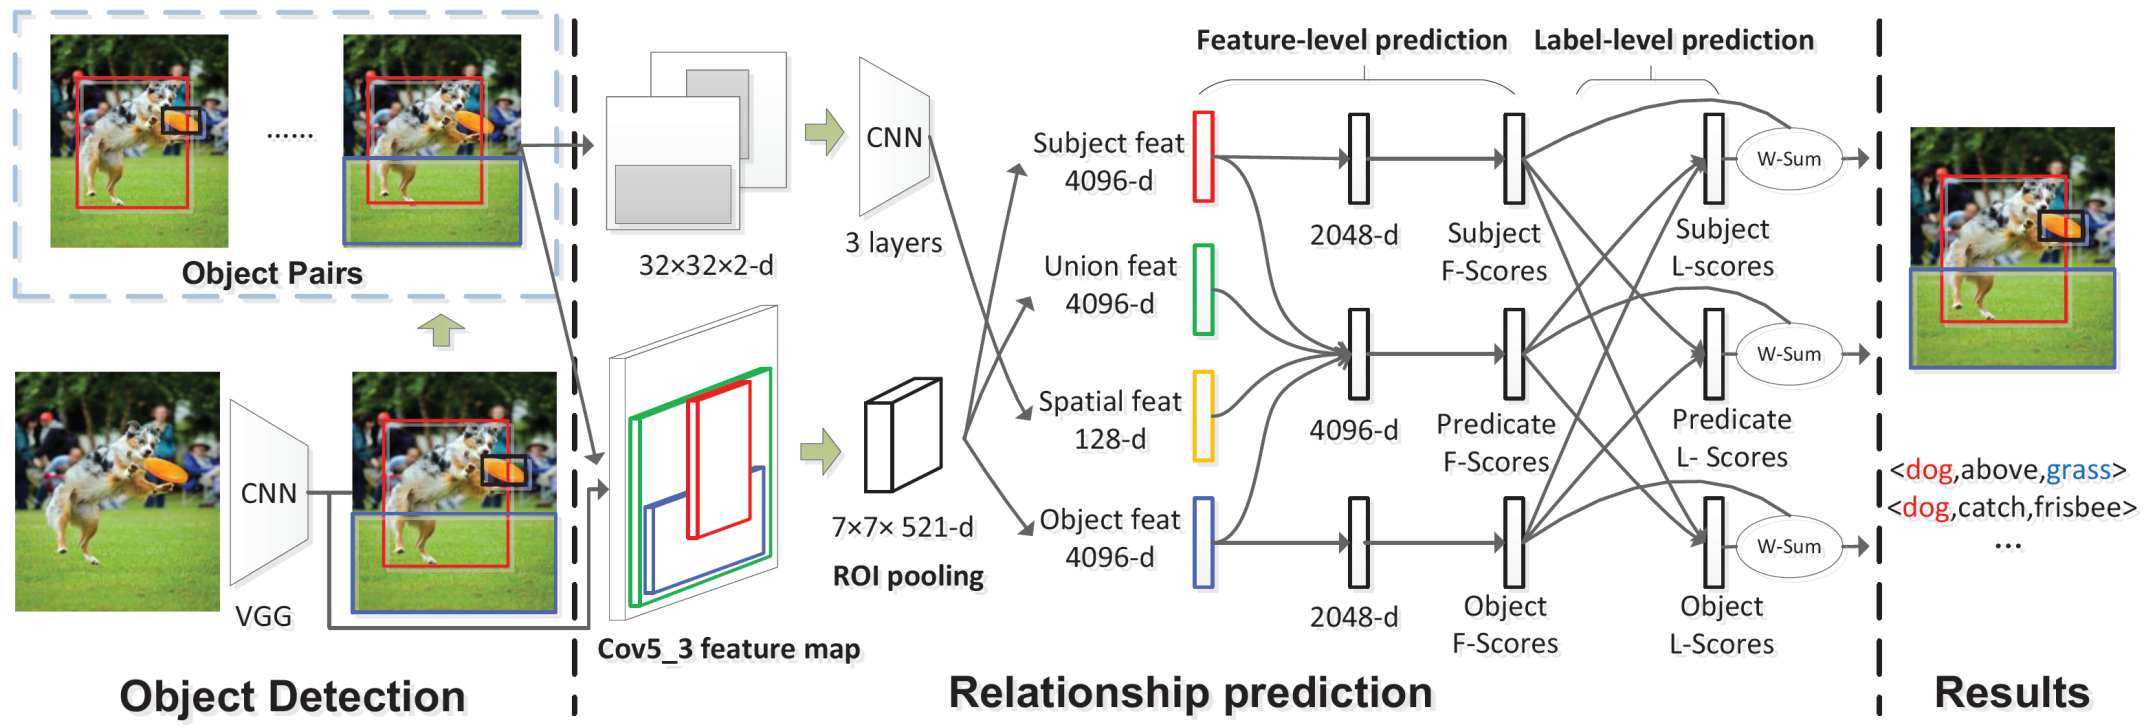 Object Pairs
CNN
VGG
Object Detection
32×32×2-d
CNN
3 layers
Cov5_3 feature map
7×7× 521-d
ROI pooling
Subject feat
4096-d
Union feat
4096-d
Spatial feat
128-d
Object feat
4096-d
Feature-level prediction
Label-level prediction
2048-d
4096-d
2048-d
Subject
F-Scores
Predicate
F-Scores
Object
F-Scores
Subject
L-scores
Predicate
L- Scores
Object
L-Scores
W-Sum
W-Sum
W-Sum
Relationship prediction
<dog,above,grass>
<dog,catch,frisbee>
...
Results